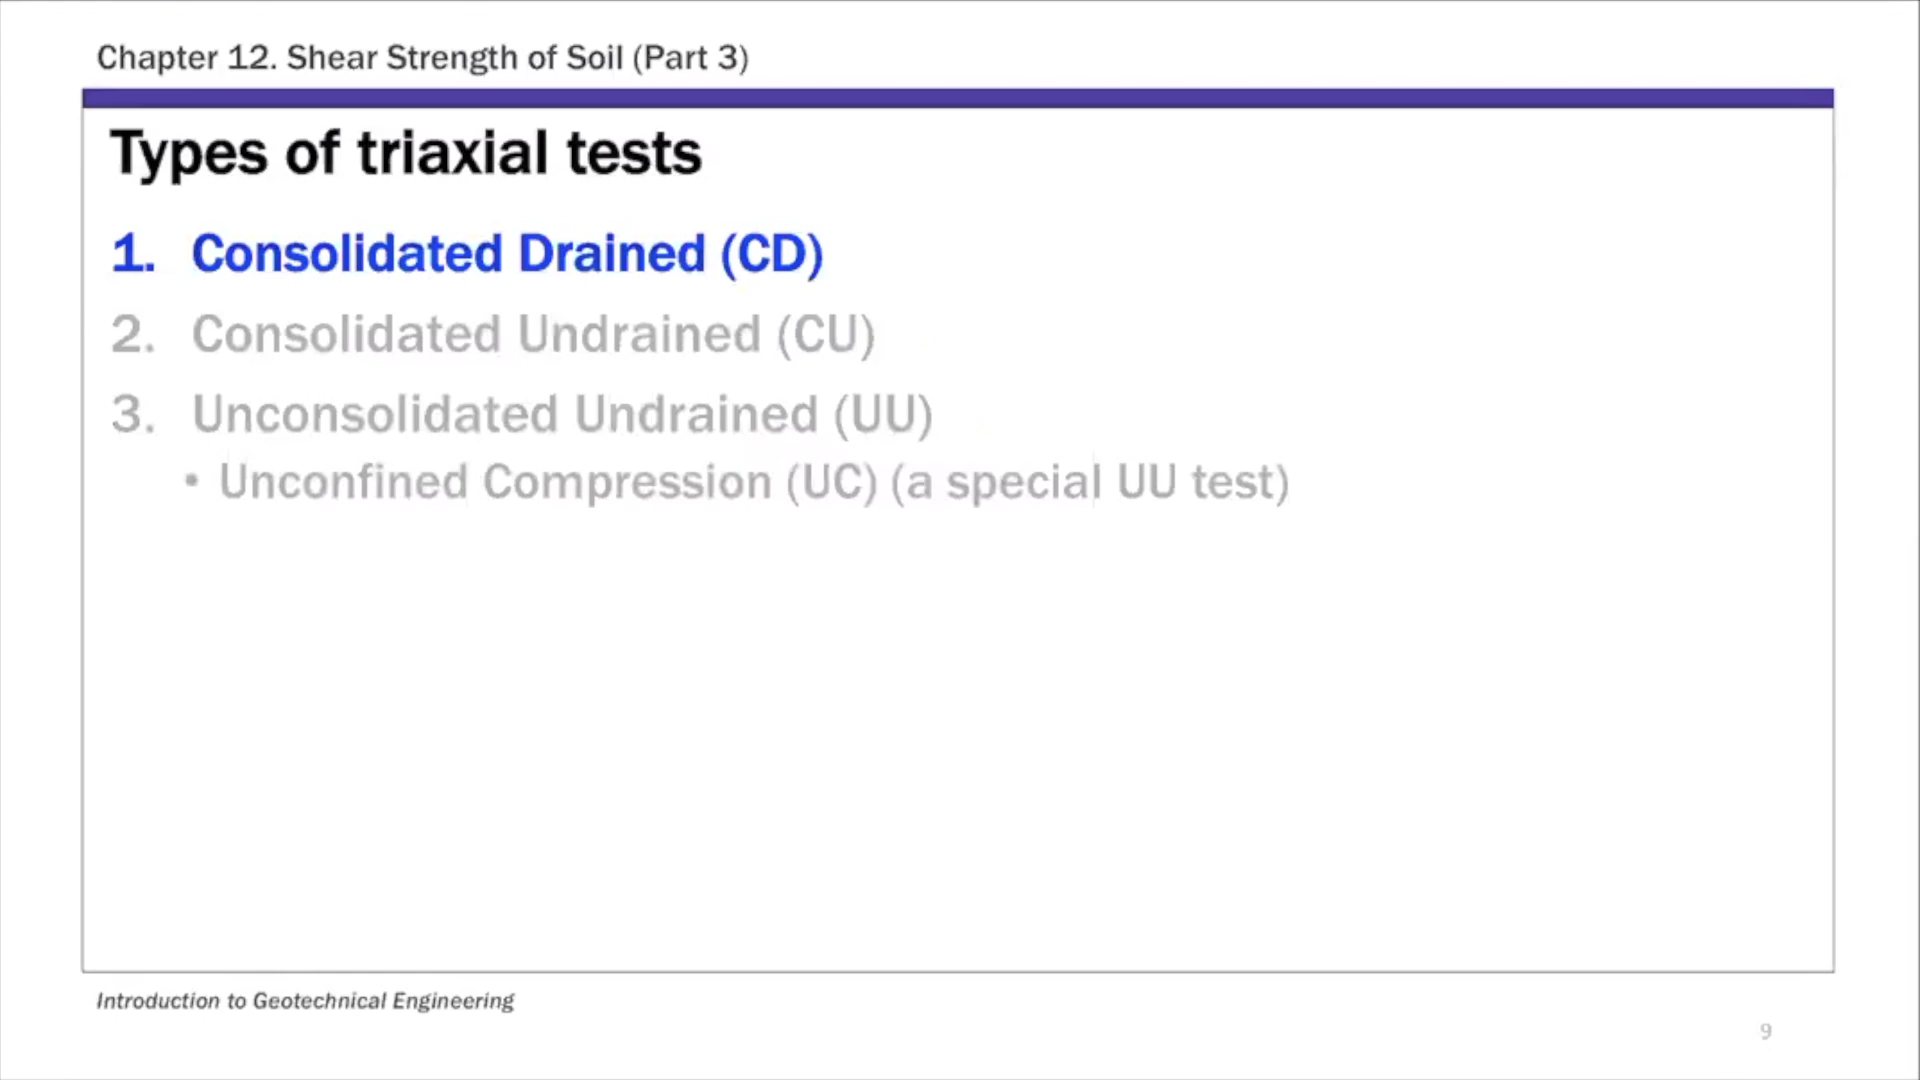 Chapter 12. Shear Strength of Soil (Part 3)
Types of triaxial tests
1. Consolidated Drained (CD)
2. Consolidated Undrained (CU)
3. Unconsolidated Undrained (UU)
• Unconfined Compression (UC) (a special UU test)
Introduction to Geotechnical Engineering
9